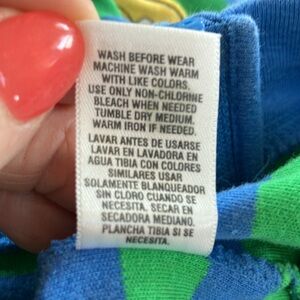 WASH BEFORE WEAR
MACHINE WASH WARM
WITH LIKE COLORS.
USE ONLY NON-CHLORINE
BLEACH WHEN NEEDED
TUMBLE DRY MEDIUM.
WARM IRON IF NEEDED.
LAVAR ANTES DE USARSE
LAVAR EN LAVADORA EN
AGUA TIBIA CON COLORES
SIMILARES USAR
SOLAMENTE BLANQUEADOR
SIN CLORO CUANDO SE
NECESITA. SECAR EN
SECADORA MEDIANO.
PLANCHA TIBIA SI SE
NECESITA.